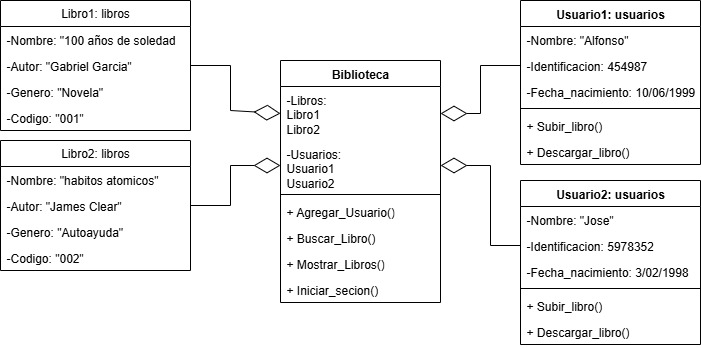 Libro1: libros
-Nombre: "100 años de soledad
-Autor: "Gabriel Garcia"
-Genero: "Novela"
-Codigo: "001"
Libro2: libros
-Nombre: "habitos atomicos"
-Autor: "James Clear"
-Genero: "Autoayuda"
-Codigo: "002"
Biblioteca
-Libros:
Libro1
Libro2
-Usuarios:
Usuario1
Usuario2
+ Agregar_Usuario()
+ Buscar_Libro()
+ Mostrar_Libros()
+ Iniciar_secion()
Usuario1: usuarios
-Nombre: "Alfonso"
-Identificacion: 454987
-Fecha_nacimiento: 10/06/1999
+ Subir_libro()
+ Descargar_libro()
Usuario2: usuarios
-Nombre: "Jose"
-Identificacion: 5978352
-Fecha_nacimiento: 3/02/1998
+ Subir_libro()
+ Descargar_libro()